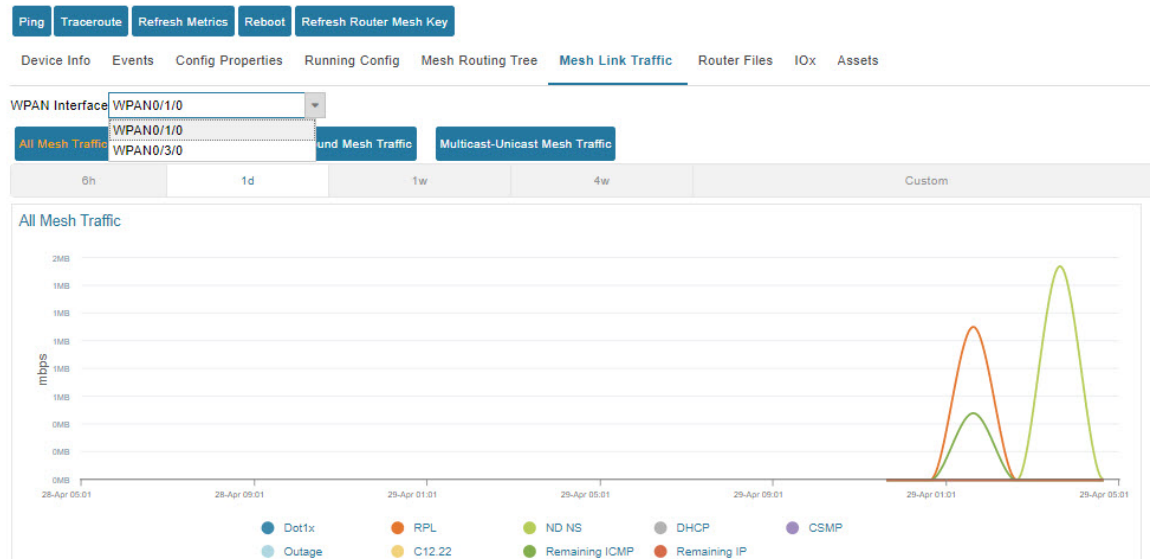 Ping Traceroute Refresh Metrics Reboot Refresh Router Mesh Key
Device Info Events Config Properties Running Config Mesh Routing Tree Mesh Link Traffic Router Files IOx Assets
WPAN Interface WPAN0/1/0
WPAN0/1/0
WPAN0/3/0
All Mesh Traffic und Mesh Traffic Multicast-Unicast Mesh Traffic
6h 1d 1w 4w Custom
All Mesh Traffic
2MB
1MB
1MB
1MB
1MB
1MB
0MB
0MB
0MB
mbps
28-Apr 05:01 28-Apr 09:01 29-Apr 01:01 29-Apr 05:01 29-Apr 09:01 29-Apr 01:01 29-Apr 05:01
Dot1x RPL ND NS DHCP CSMP
Outage C12.22 Remaining ICMP Remaining IP